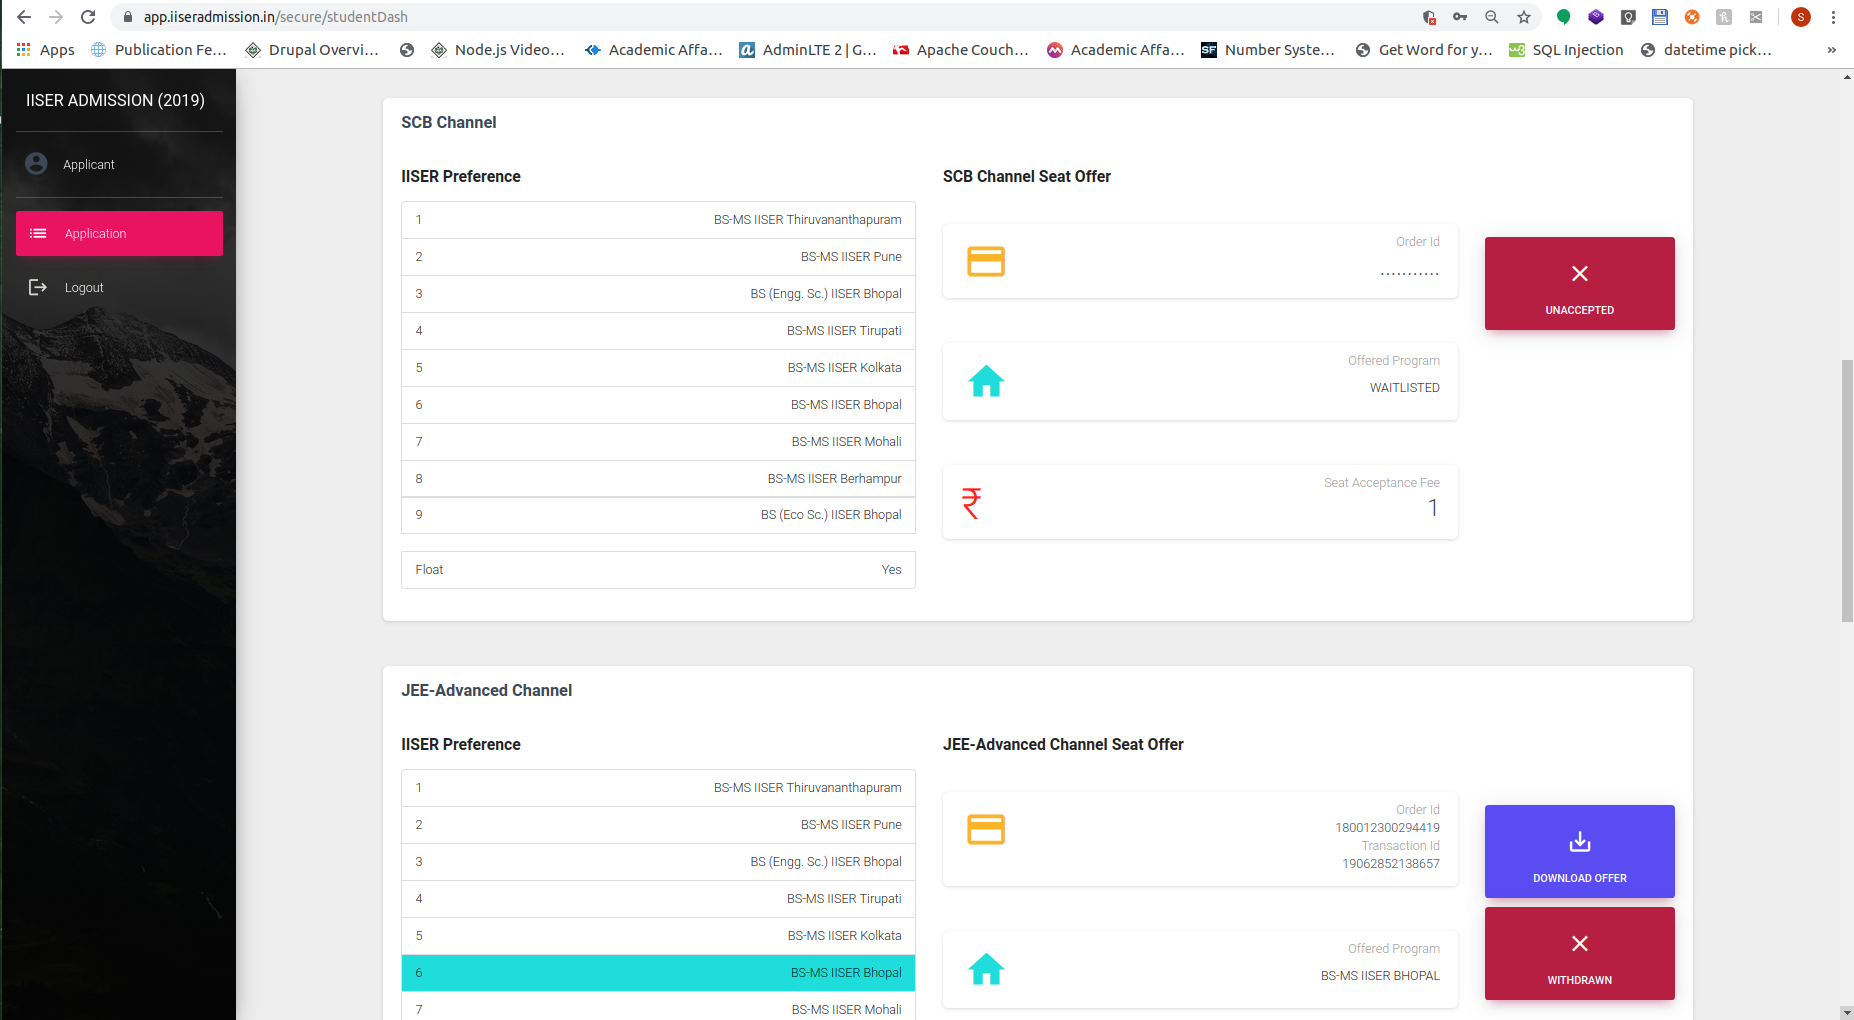 app.iiseradmission.in/secure/studentDash
S
Apps
Publication Fe...
Drupal Overvi...
Node.js Video...
Academic Affa...
AdminLTE 2 | G...
Apache Couch...
Academic Affa...
SF
Number Syste...
Get Word for y...
SQL Injection
datetime pick...
»
IISER ADMISSION (2019)
Applicant
Application
Logout
SCB Channel
IISER Preference
1 BS-MS IISER Thiruvananthapuram
2 BS-MS IISER Pune
3 BS (Engg. Sc.) IISER Bhopal
4 BS-MS IISER Tirupati
5 BS-MS IISER Kolkata
6 BS-MS IISER Bhopal
7 BS-MS IISER Mohali
8 BS-MS IISER Berhampur
9 BS (Eco Sc.) IISER Bhopal
Float Yes
SCB Channel Seat Offer
Order Id
...........
UNACCEPTED
Offered Program
WAITLISTED
₹
Seat Acceptance Fee
1
JEE-Advanced Channel
IISER Preference
1 BS-MS IISER Thiruvananthapuram
2 BS-MS IISER Pune
3 BS (Engg. Sc.) IISER Bhopal
4 BS-MS IISER Tirupati
5 BS-MS IISER Kolkata
6 BS-MS IISER Bhopal
7 BS-MS IISER Mohali
JEE-Advanced Channel Seat Offer
Order Id
180012300294419
Transaction Id
19062852138657
DOWNLOAD OFFER
Offered Program
BS-MS IISER BHOPAL
WITHDRAWN